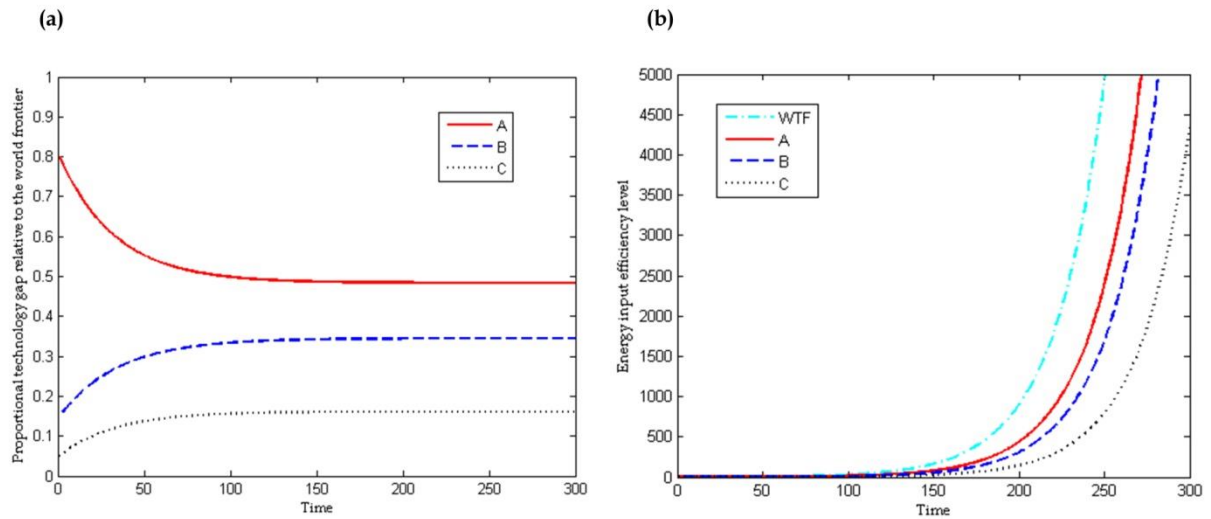 (a)
Proportional technology gap relative to the world frontier
1
0.9
0.8
0.7
0.6
0.5
0.4
0.3
0.2
0.1
0
A
B
C
0 50 100 150 200 250 300
Time
(b)
Energy input efficiency level
5000
4500
4000
3500
3000
2500
2000
1500
1000
500
0
WTF
A
B
C
0 50 100 150 200 250 300
Time